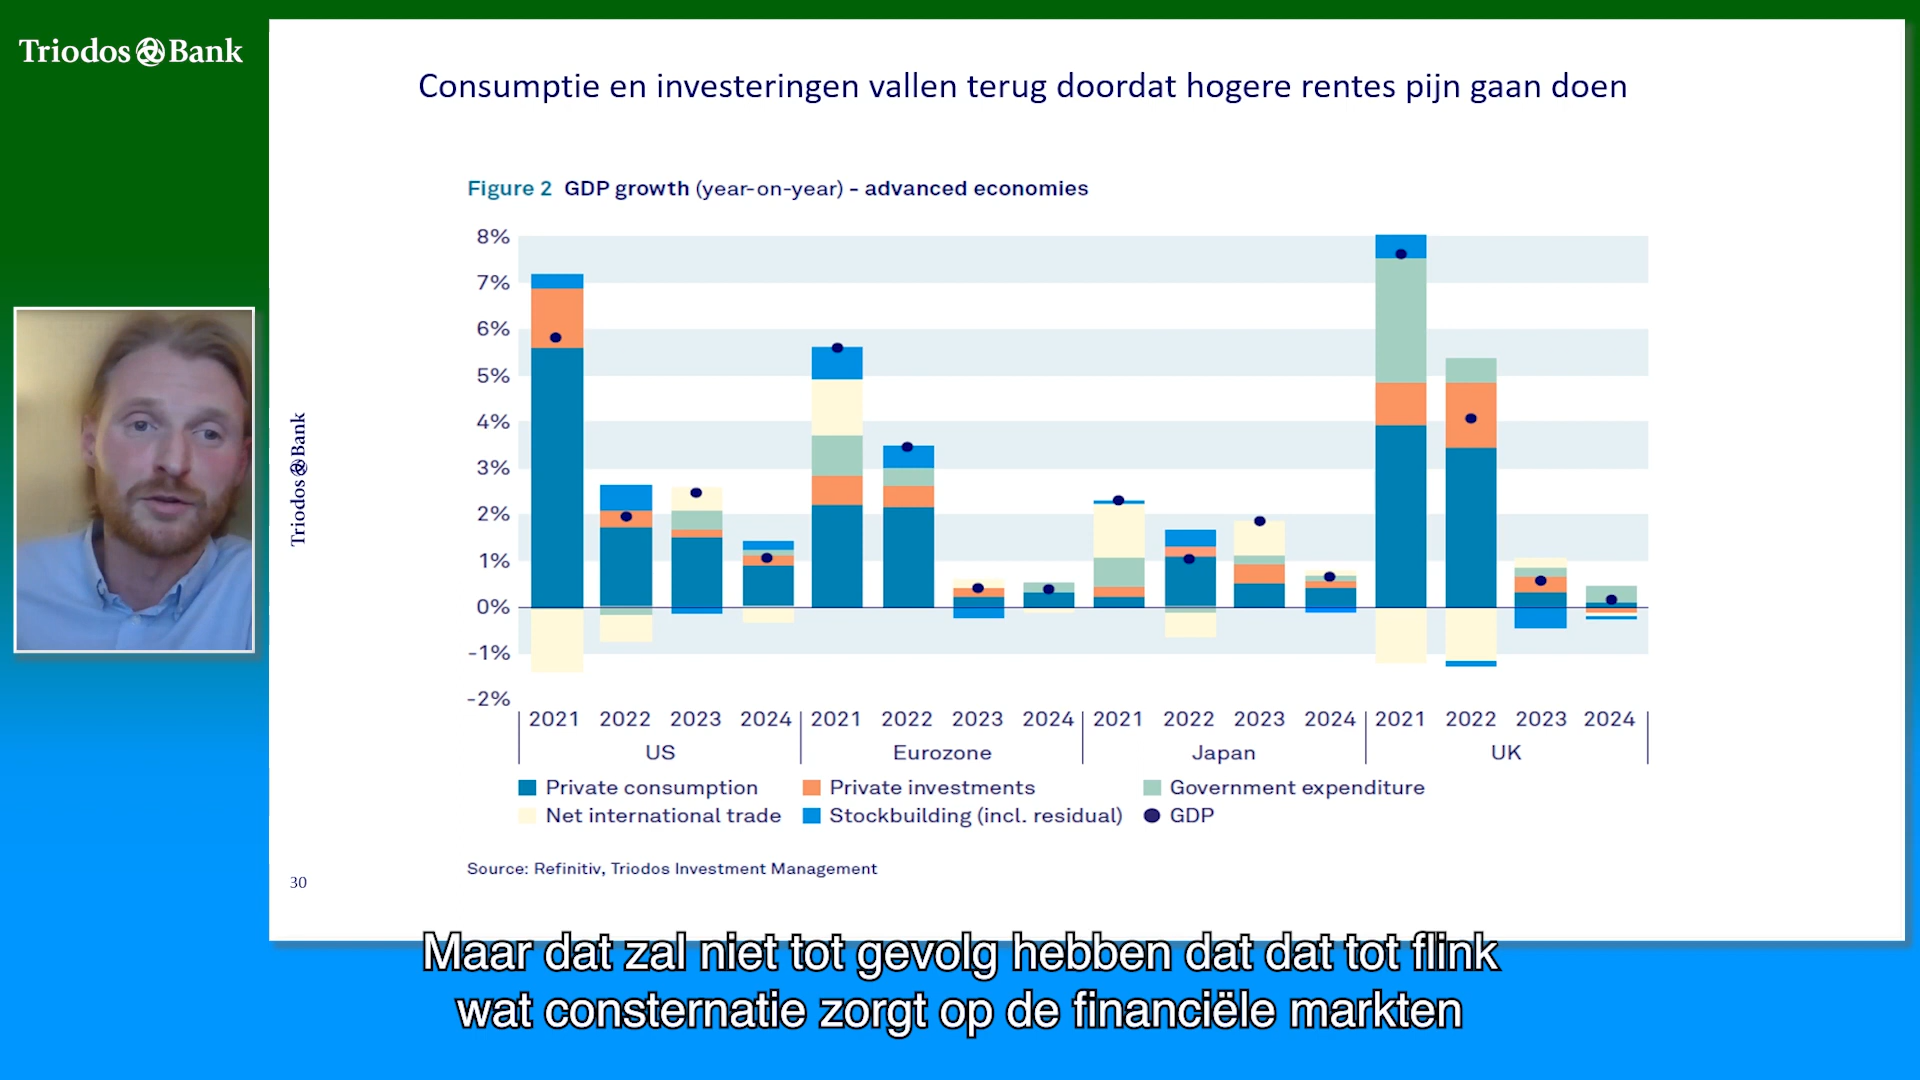 Triodos Bank
Consumptie en investeringen vallen terug doordat hogere rentes pijn gaan doen
Figure 2 GDP growth (year-on-year) - advanced economies
8%
7%
6%
5%
4%
3%
2%
1%
0%
-1%
-2%
2021 2022 2023 2024 2021 2022 2023 2024 2021 2022 2023 2024 2021 2022 2023 2024
US Eurozone Japan UK
Private consumption Private investments Government expenditure
Net international trade Stockbuilding (incl. residual) GDP
Source: Refinitiv, Triodos Investment Management
Triodos Bank
30
Maar dat zal niet tot gevolg hebben dat dat tot flink
wat consternatie zorgt op de financiële markten